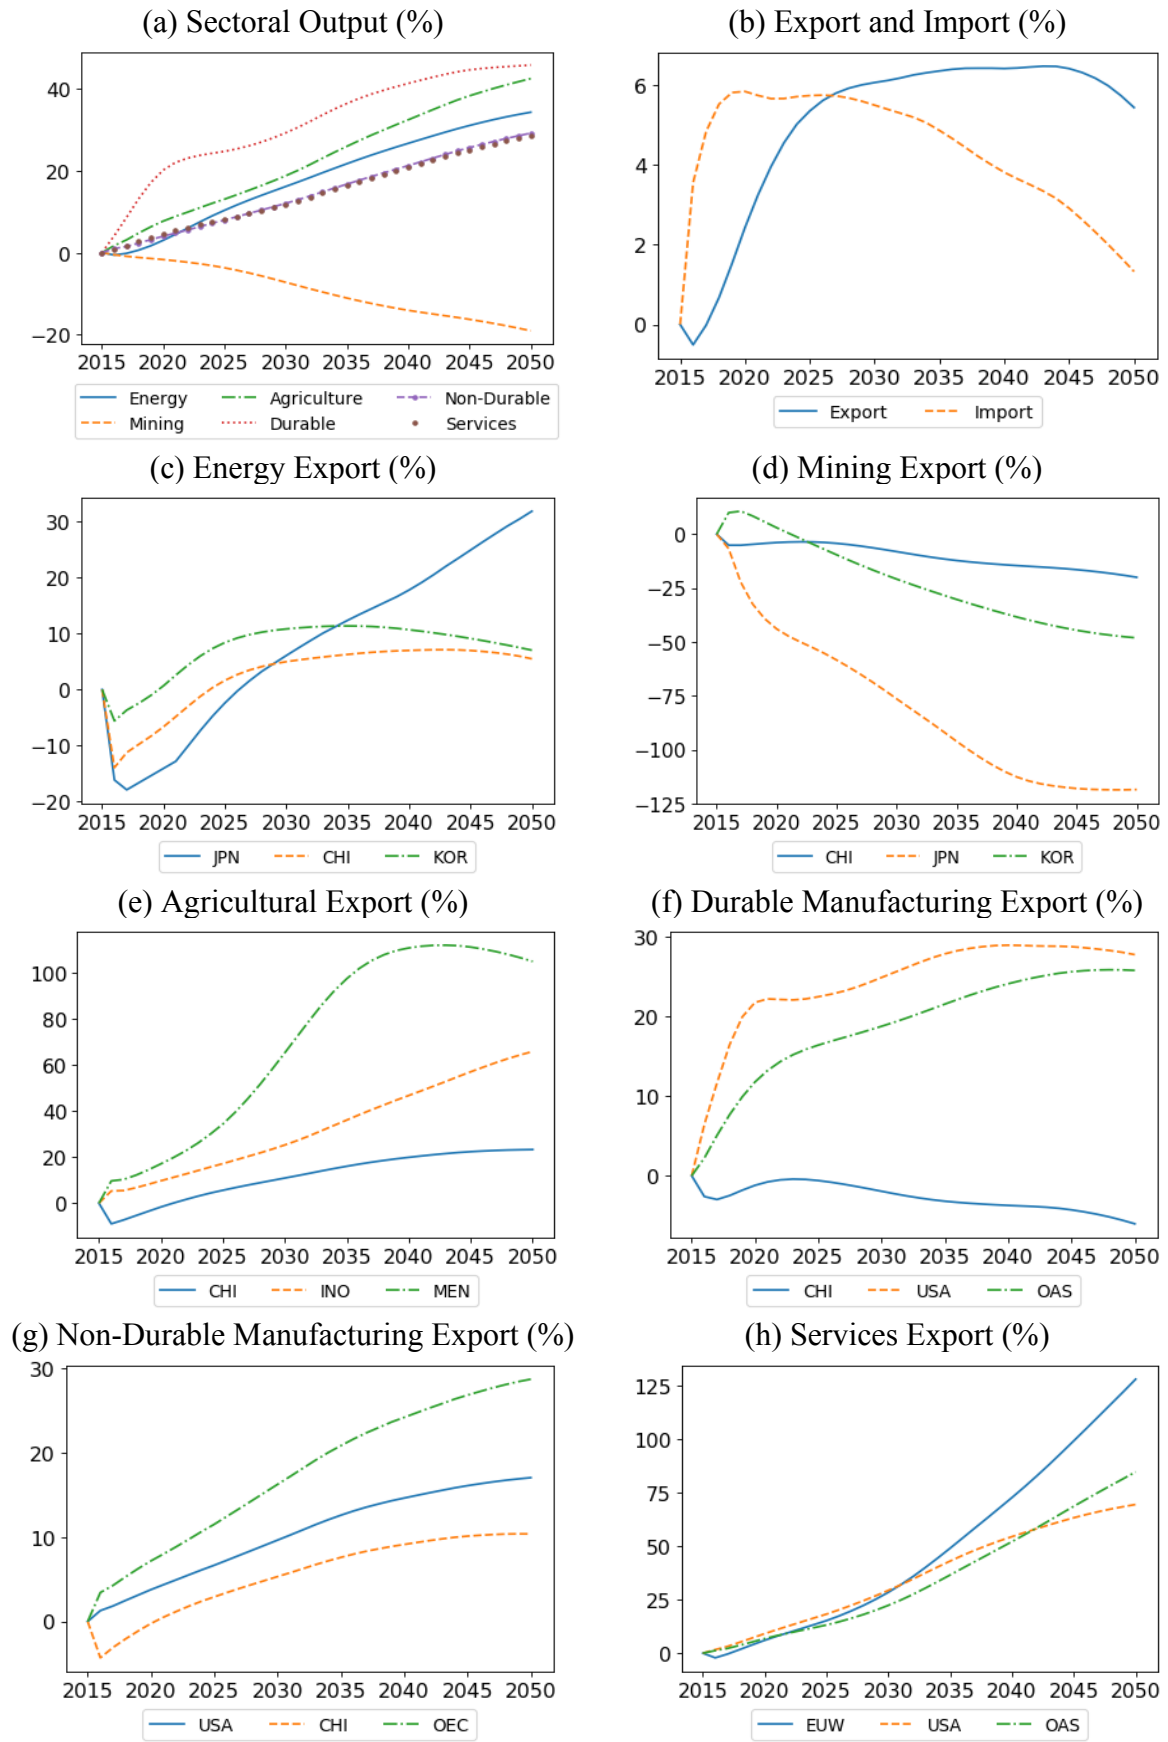 (a) Sectoral Output (%)
40
20
0
−20
2015 2020 2025 2030 2035 2040 2045 2050
Energy Agriculture Non-Durable
Mining Durable Services
(b) Export and Import (%)
6
4
2
0
2015 2020 2025 2030 2035 2040 2045 2050
Export Import
(c) Energy Export (%)
30
20
10
0
−10
−20
2015 2020 2025 2030 2035 2040 2045 2050
JPN CHI KOR
(d) Mining Export (%)
0
−25
−50
−75
−100
−125
2015 2020 2025 2030 2035 2040 2045 2050
CHI JPN KOR
(e) Agricultural Export (%)
100
80
60
40
20
0
2015 2020 2025 2030 2035 2040 2045 2050
CHI INO MEN
(f) Durable Manufacturing Export (%)
30
20
10
0
2015 2020 2025 2030 2035 2040 2045 2050
CHI USA OAS
(g) Non-Durable Manufacturing Export (%)
30
20
10
0
2015 2020 2025 2030 2035 2040 2045 2050
USA CHI OEC
(h) Services Export (%)
125
100
75
50
25
0
2015 2020 2025 2030 2035 2040 2045 2050
EUW USA OAS